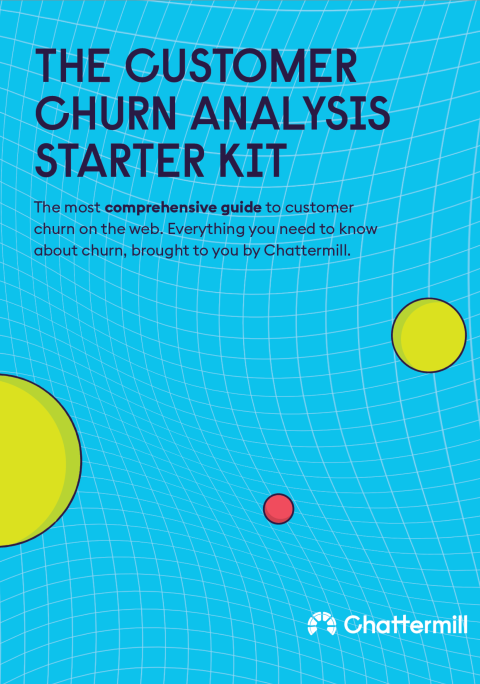 THE CUSTOMER
CHURN ANALYSIS
STARTER KIT
The most comprehensive guide to customer
churn on the web. Everything you need to know
about churn, brought to you by Chattermill.
Chattermill